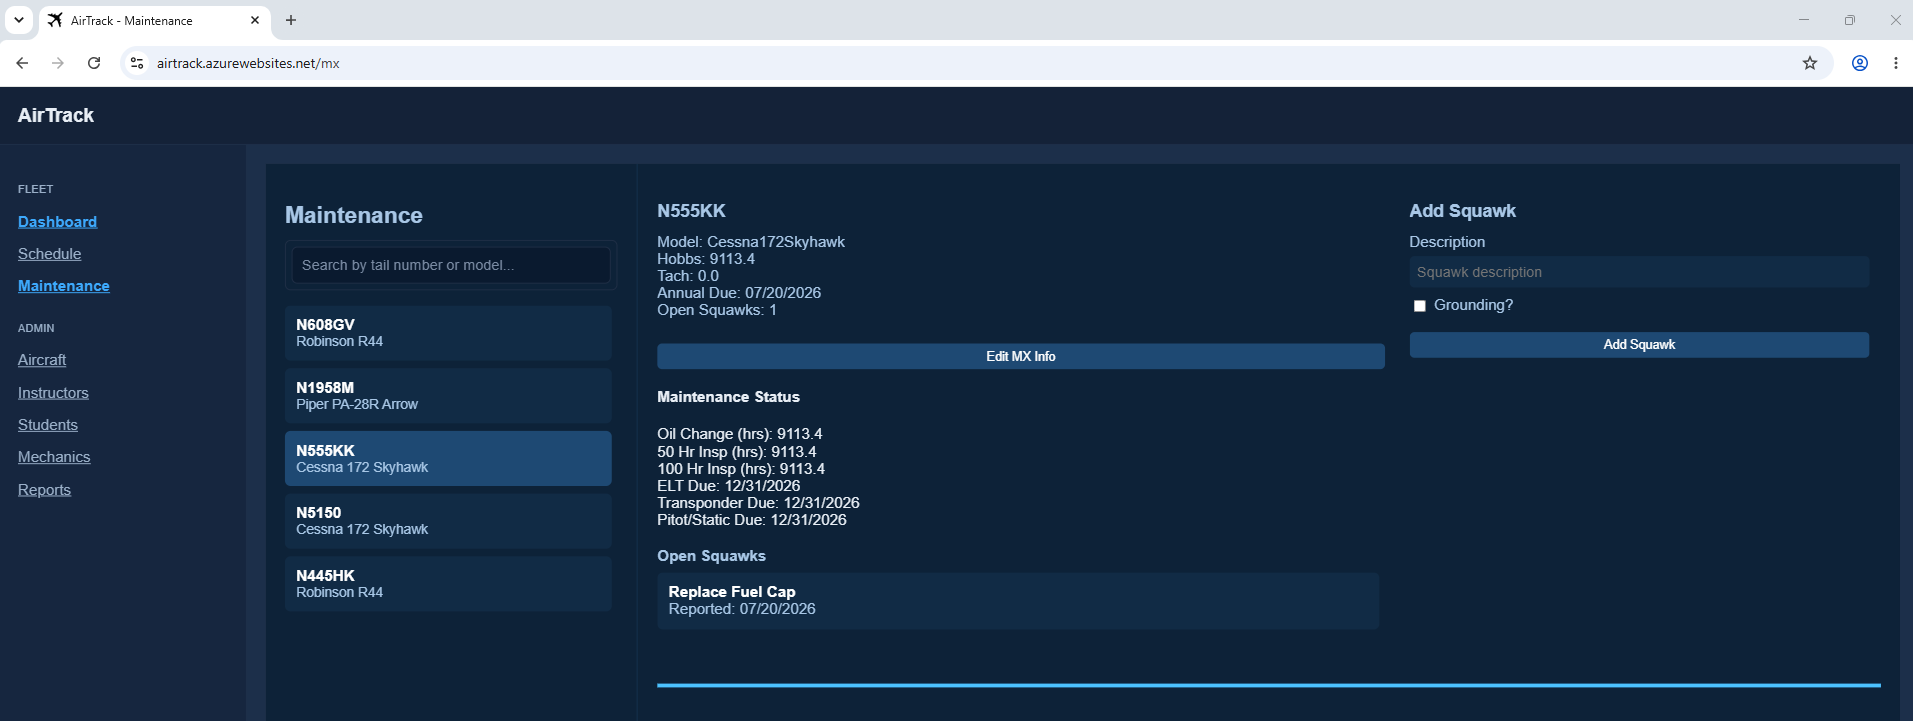 AirTrack - Maintenance
airtrack.azurewebsites.net/mx
AirTrack
FLEET
Dashboard
Schedule
Maintenance
ADMIN
Aircraft
Instructors
Students
Mechanics
Reports
Maintenance
Search by tail number or model...
N608GV
Robinson R44
N1958M
Piper PA-28R Arrow
N555KK
Cessna 172 Skyhawk
N5150
Cessna 172 Skyhawk
N445HK
Robinson R44
N555KK
Model: Cessna172Skyhawk
Hobbs: 9113.4
Tach: 0.0
Annual Due: 07/20/2026
Open Squawks: 1
Edit MX Info
Maintenance Status
Oil Change (hrs): 9113.4
50 Hr Insp (hrs): 9113.4
100 Hr Insp (hrs): 9113.4
ELT Due: 12/31/2026
Transponder Due: 12/31/2026
Pitot/Static Due: 12/31/2026
Open Squawks
Replace Fuel Cap
Reported: 07/20/2026
Add Squawk
Description
Squawk description
Grounding?
Add Squawk